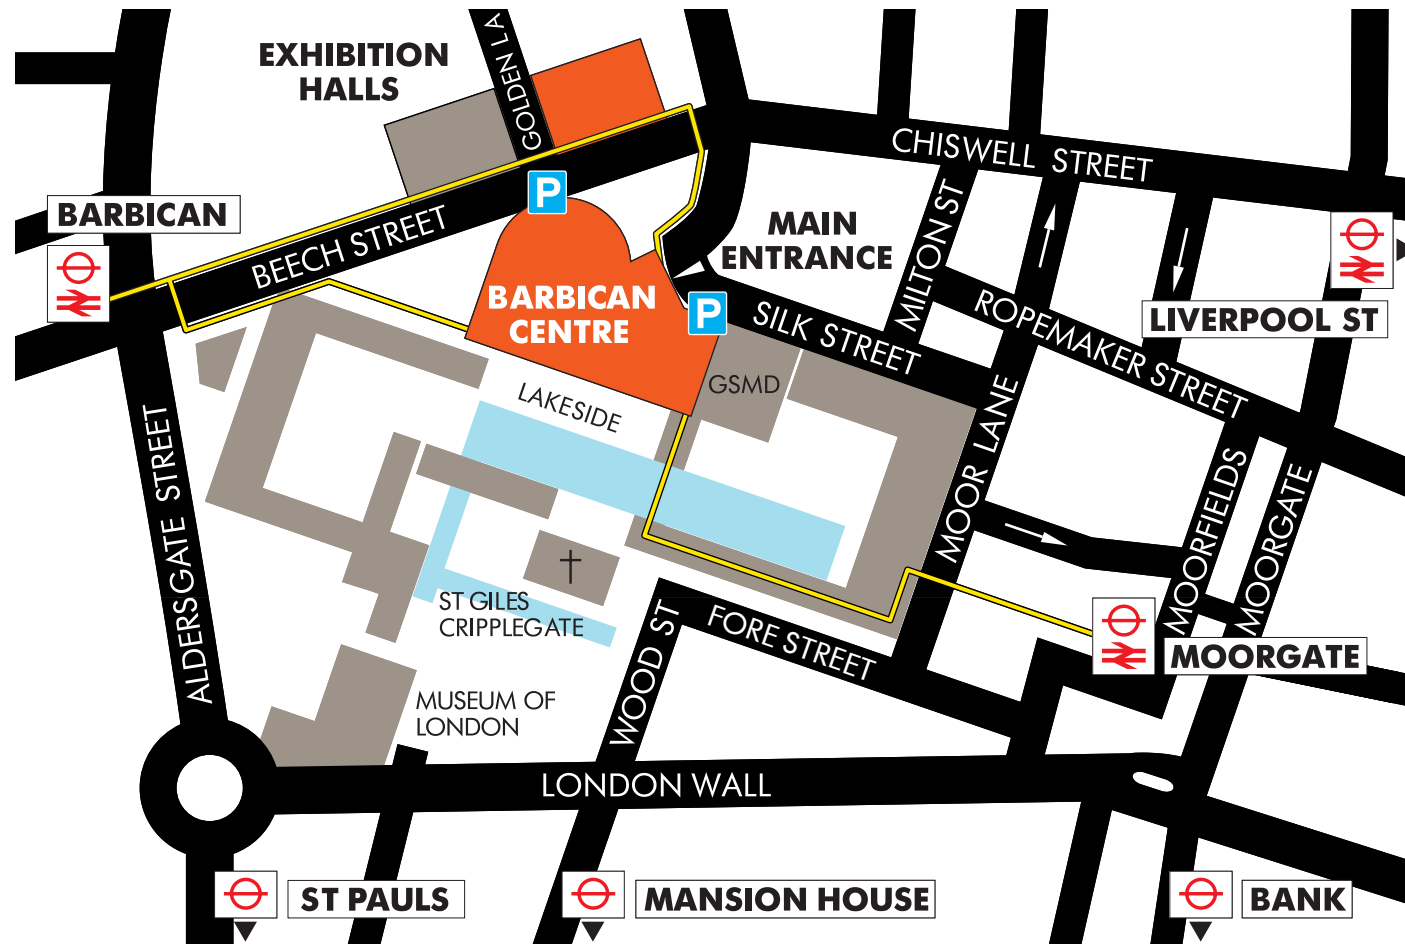 EXHIBITION
HALLS
GOLDEN LA
CHISWELL STREET
P
BARBICAN
BEECH STREET
MAIN
ENTRANCE
MILTON ST
BARBICAN
CENTRE
P
SILK STREET
ROPEMAKER STREET
LIVERPOOL ST
GSMD
LAKESIDE
MOOR LANE
ALDERSGATE STREET
MOORFIELDS
MOORGATE
ST GILES
CRIPPLEGATE
WOOD ST
FORE STREET
MOORGATE
MUSEUM OF
LONDON
LONDON WALL
ST PAULS
MANSION HOUSE
BANK